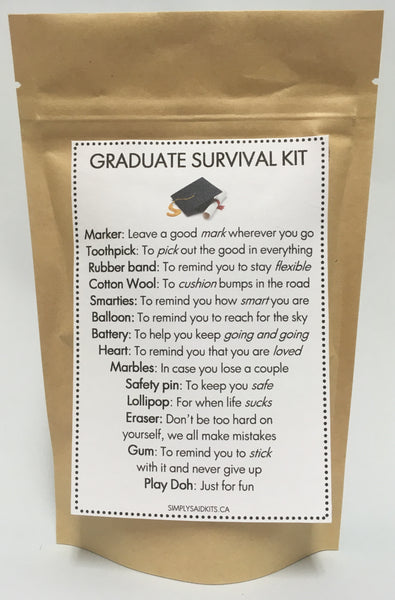 GRADUATE SURVIVAL KIT
Marker: Leave a good mark wherever you go
Toothpick: To pick out the good in everything
Rubber band: To remind you to stay flexible
Cotton Wool: To cushion bumps in the road
Smarties: To remind you how smart you are
Balloon: To remind you to reach for the sky
Battery: To help you keep going and going
Heart: To remind you that you are loved
Marbles: In case you lose a couple
Safety pin: To keep you safe
Lollipop: For when life sucks
Eraser: Don't be too hard on
yourself, we all make mistakes
Gum: To remind you to stick
with it and never give up
Play Doh: Just for fun
SIMPLYSAIDKITS.CA